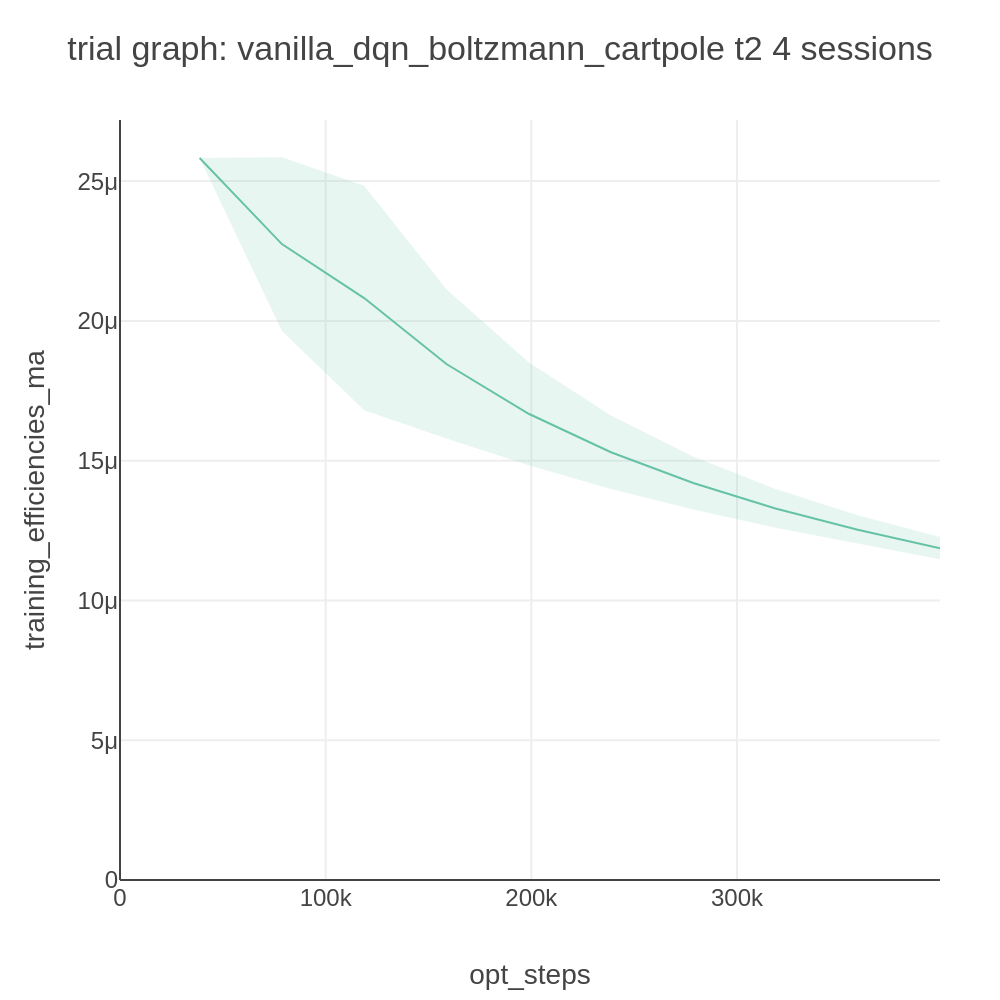 trial graph: vanilla_dqn_boltzmann_cartpole t2 4 sessions
training_efficiencies_ma
25μ
20μ
15μ
10μ
5μ
0
0
100k
200k
300k
opt_steps